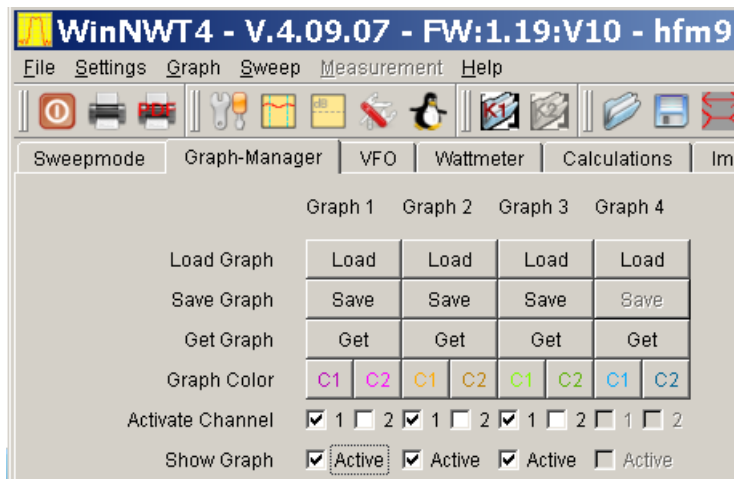 WinNWT4 - V.4.09.07 - FW:1.19:V10 - hfm9
File Settings Graph Sweep Measurement Help
PDF dB K1 K2
Sweepmode Graph-Manager VFO Wattmeter Calculations Im
Graph 1 Graph 2 Graph 3 Graph 4
Load Graph Load Load Load Load
Save Graph Save Save Save Save
Get Graph Get Get Get Get
Graph Color C1 C2 C1 C2 C1 C2 C1 C2
Activate Channel 1 2 1 2 1 2 1 2
Show Graph Active Active Active Active